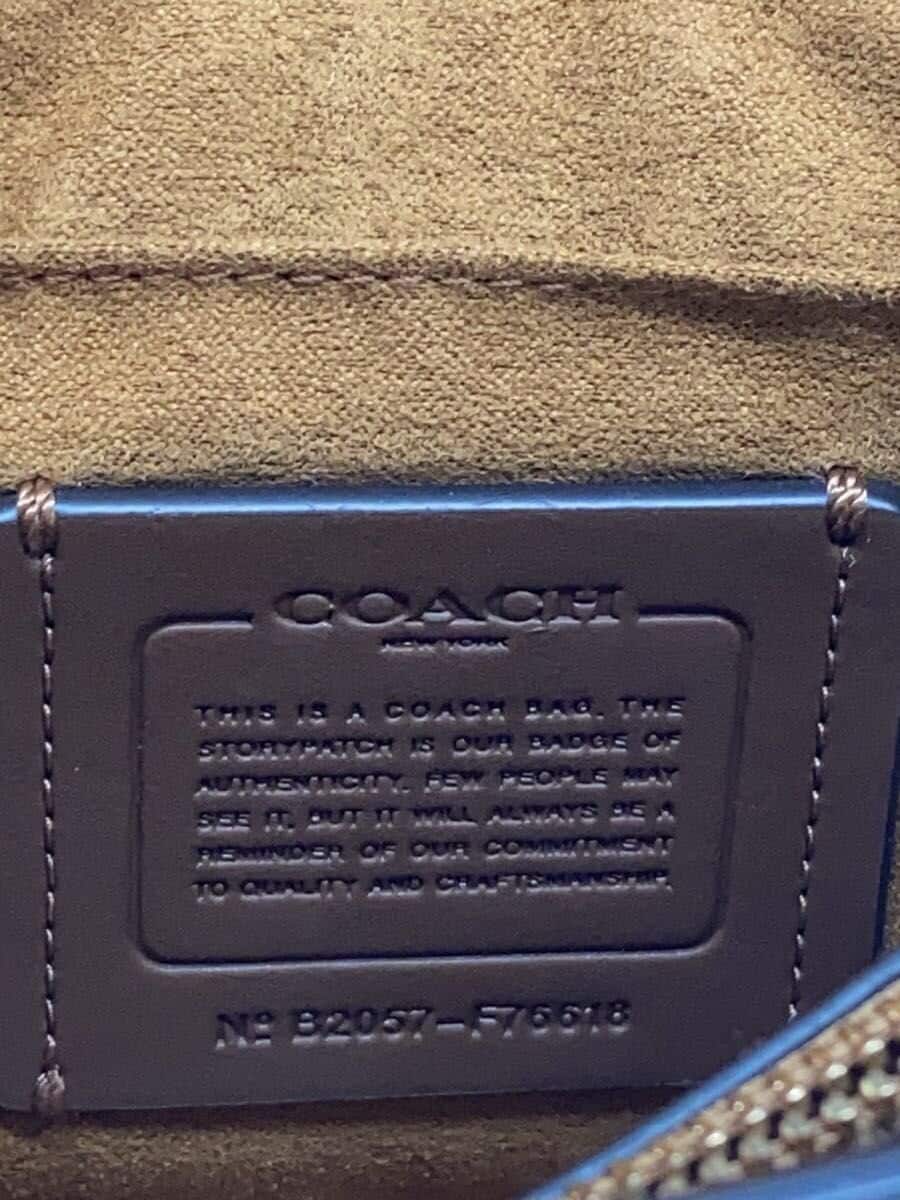 COACH
NEW YORK
THIS IS A COACH BAG. THE
STORYPATCH IS OUR BADGE OF
AUTHENTICITY. FEW PEOPLE MAY
SEE IT, BUT IT WILL ALWAYS BE A
REMINDER OF OUR COMMITMENT
TO QUALITY AND CRAFTSMANSHIP.
Nº B2057-F76618